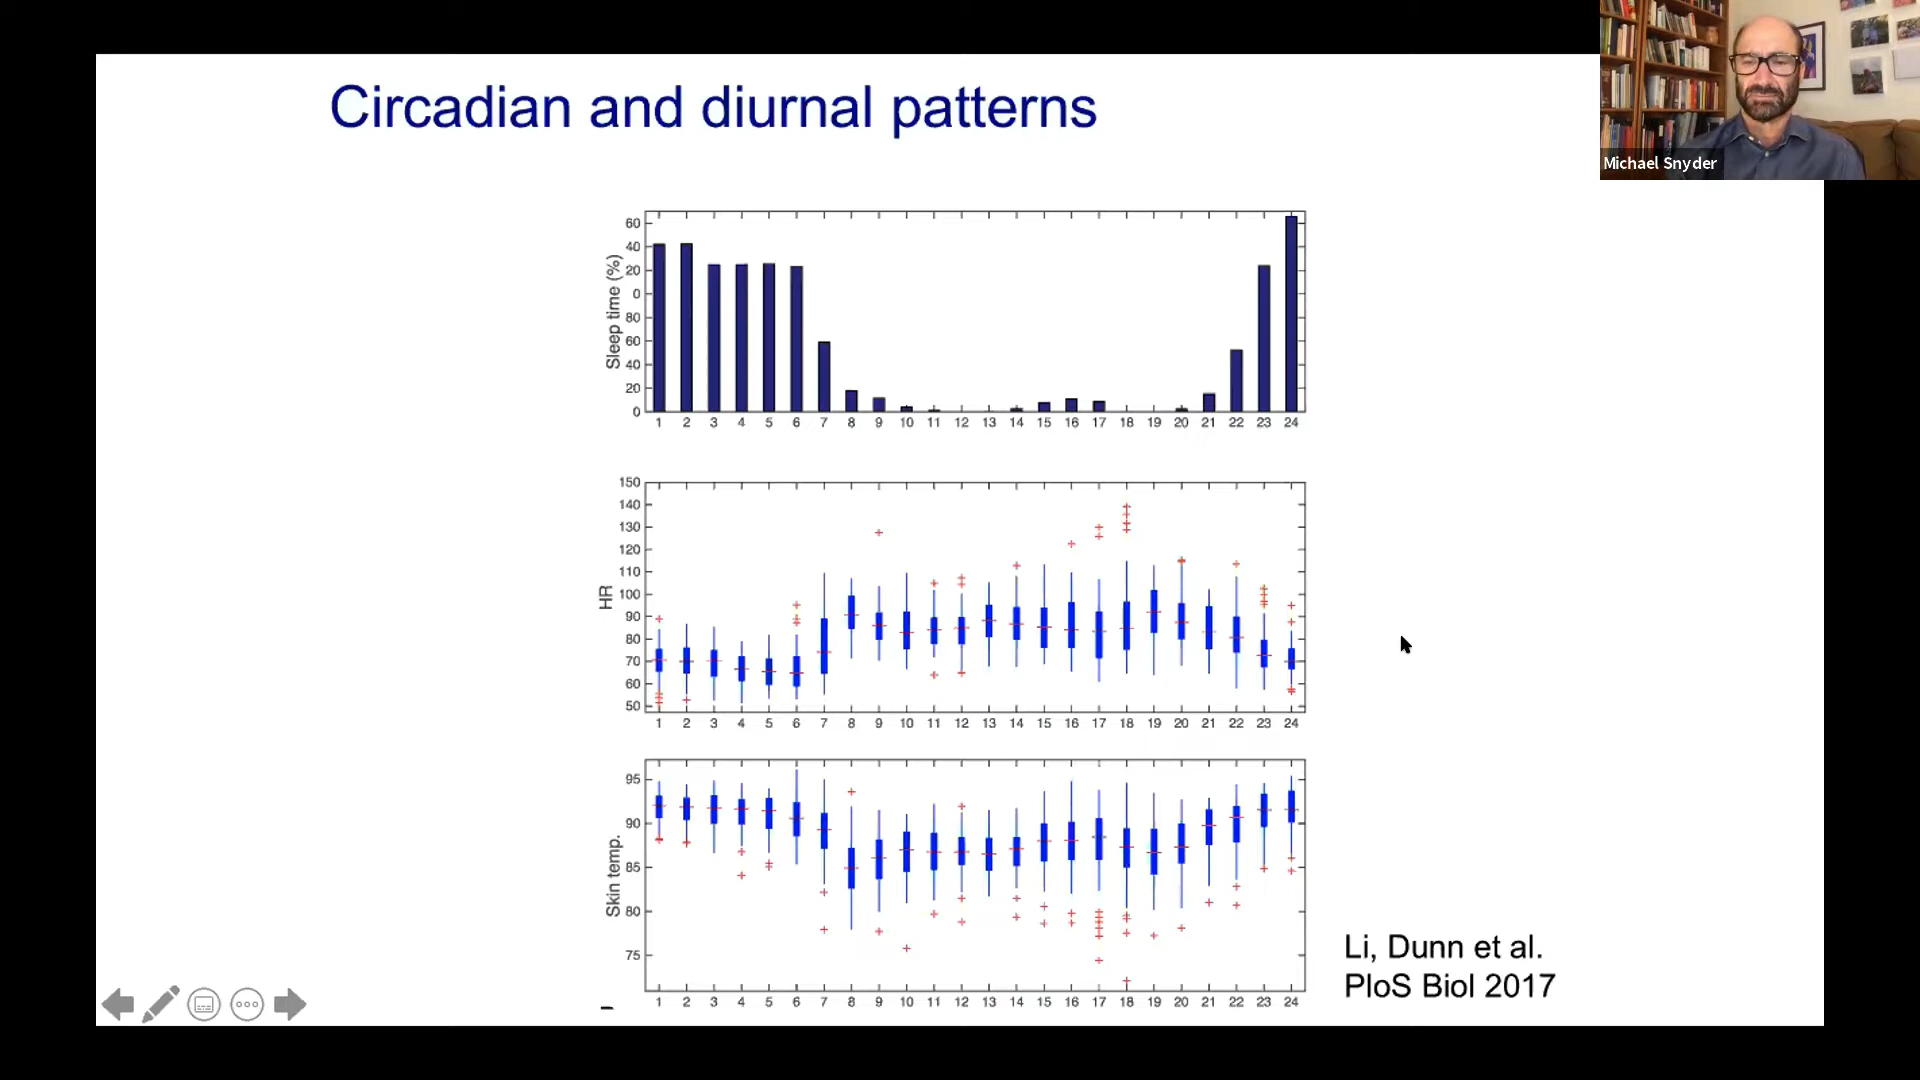 Circadian and diurnal patterns
Michael Snyder
Sleep time (%)
60
40
20
0
80
60
40
20
0
1 2 3 4 5 6 7 8 9 10 11 12 13 14 15 16 17 18 19 20 21 22 23 24
HR
150
140
130
120
110
100
90
80
70
60
50
1 2 3 4 5 6 7 8 9 10 11 12 13 14 15 16 17 18 19 20 21 22 23 24
Skin temp.
95
90
85
80
75
1 2 3 4 5 6 7 8 9 10 11 12 13 14 15 16 17 18 19 20 21 22 23 24
Li, Dunn et al.
PloS Biol 2017